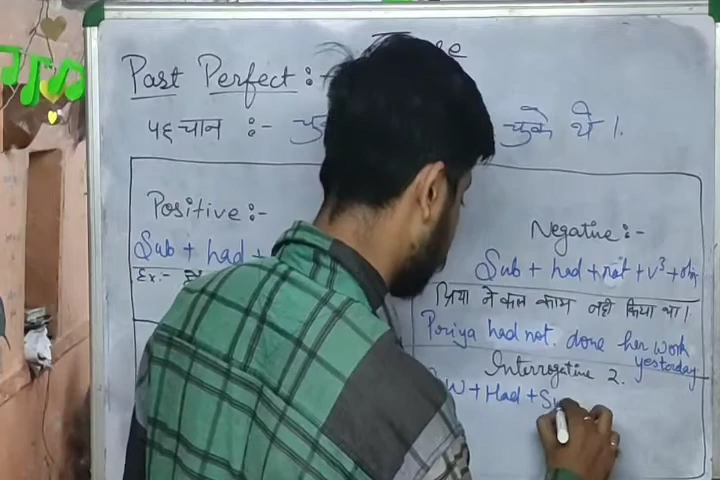 Past Perfect :-
पहचान :- चुके थे ।
Positive :-
Sub + had +
Ex:-
Negative :-
Sub + had + not + v³ + obj
प्रिया ने कल काम नही किया था ।
Poriya had not. done her work
yesterday
Interrogative 2.
W + Had + Su